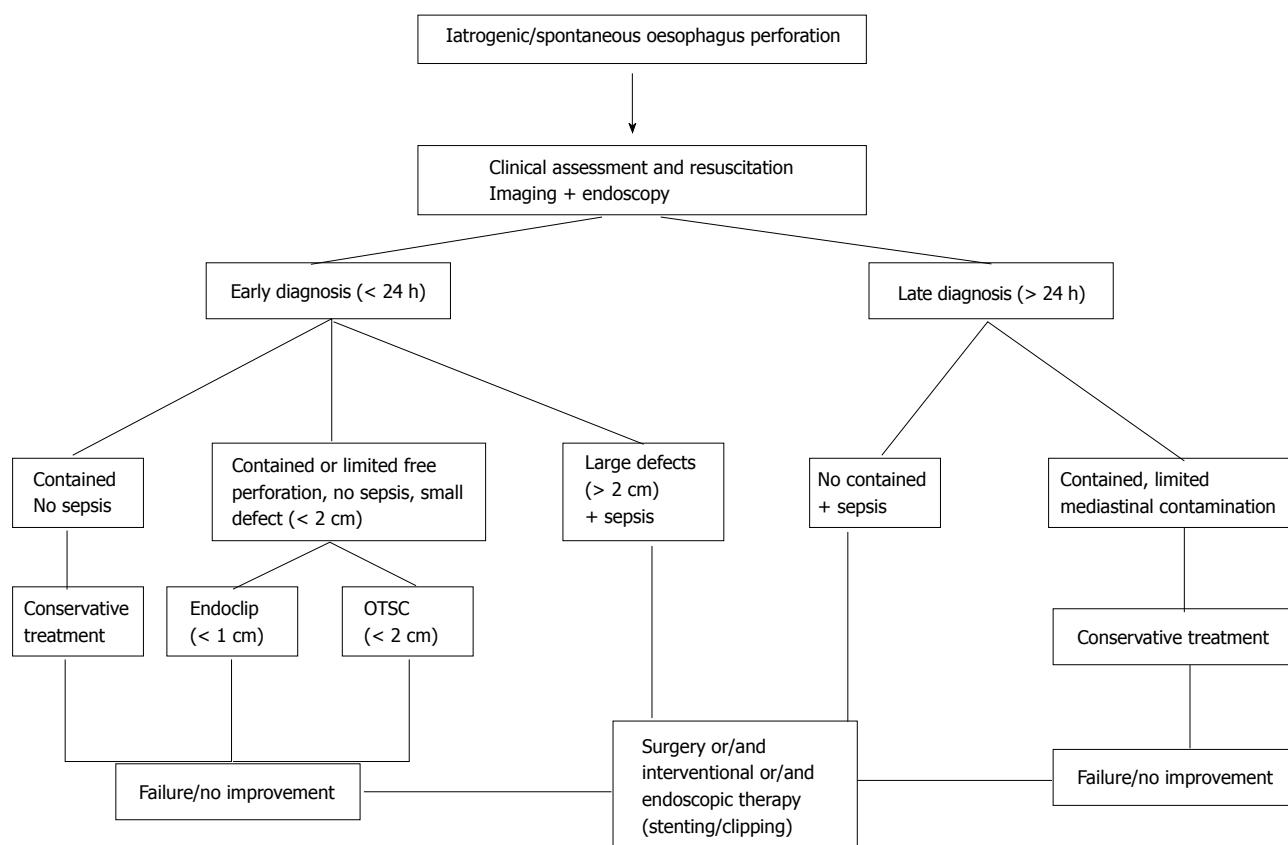 Iatrogenic/spontaneous oesophagus perforation
Clinical assessment and resuscitation
Imaging + endoscopy
Early diagnosis (< 24 h)
Late diagnosis (> 24 h)
Contained
No sepsis
Contained or limited free
perforation, no sepsis, small
defect (< 2 cm)
Large defects
(> 2 cm)
+ sepsis
No contained
+ sepsis
Contained, limited
mediastinal contamination
Conservative
treatment
Endoclip
(< 1 cm)
OTSC
(< 2 cm)
Conservative treatment
Failure/no improvement
Surgery or/and
interventional or/and
endoscopic therapy
(stenting/clipping)
Failure/no improvement